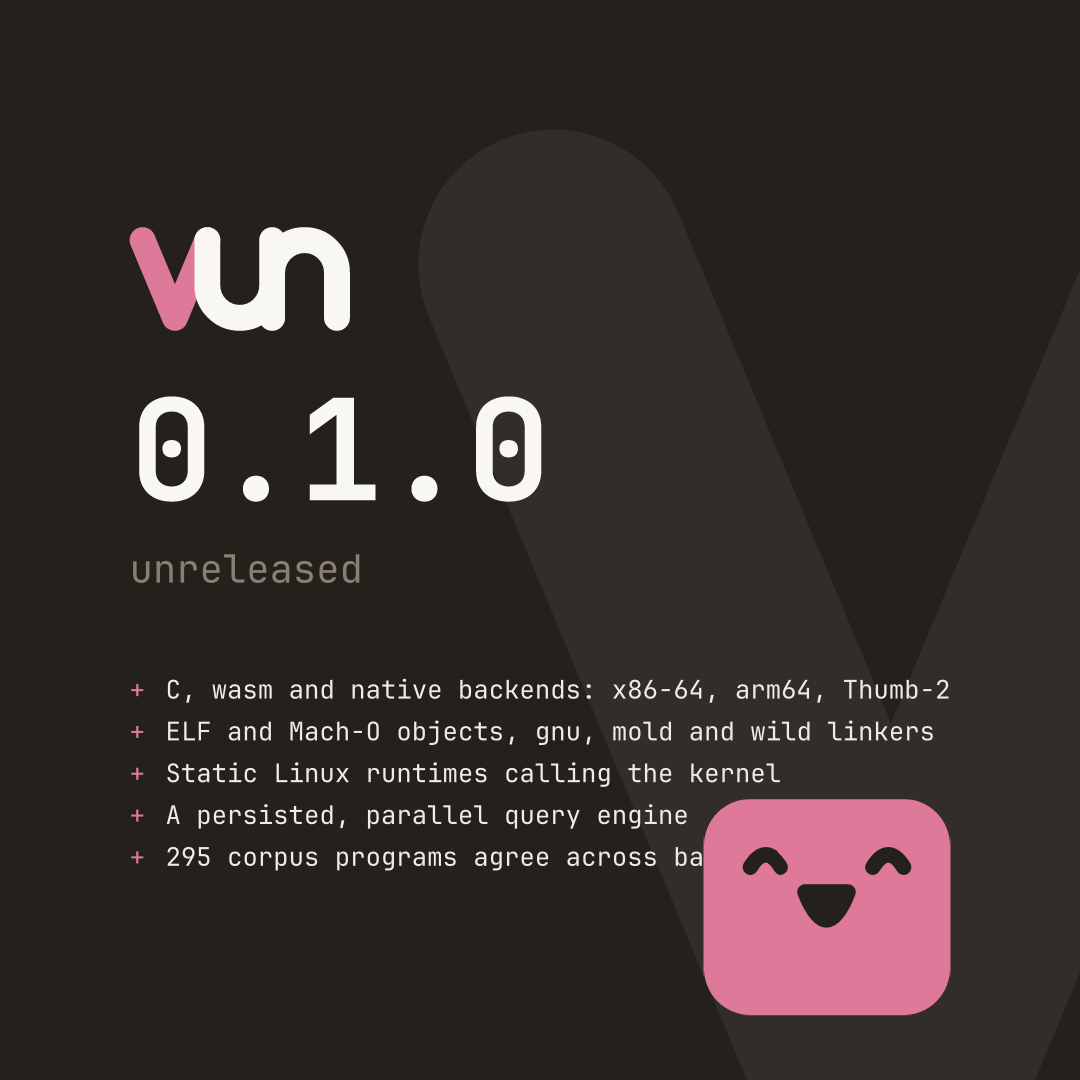 vun
0.1.0
unreleased
+ C, wasm and native backends: x86-64, arm64, Thumb-2
+ ELF and Mach-O objects, gnu, mold and wild linkers
+ Static Linux runtimes calling the kernel
+ A persisted, parallel query engine
+ 295 corpus programs agree across